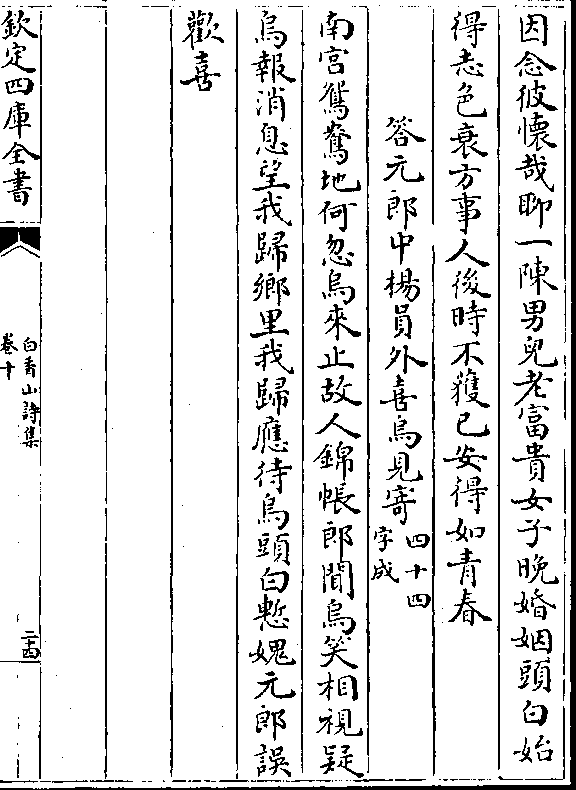 因念彼懐哉聊一陳男兒老富貴女子晚婚姻頭白始
得志色衰方事人後時不獲已安得如青春
答元郎中楊員外喜烏見寄四十四字成
南宮鴛鴦地何忽烏來止故人錦帳郎聞烏笑相視疑
烏報消息望我歸鄉里我歸應待烏頭白慙媿元郎誤
歡喜
欽定四庫全書
白香山詩集
卷十
二十四